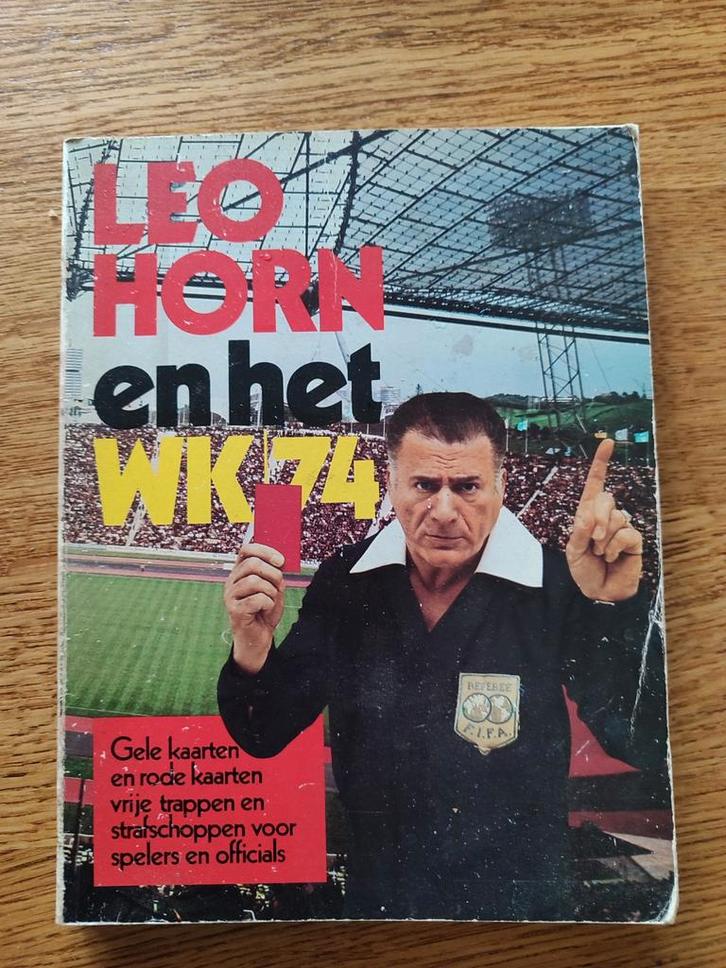 LEO
HORN
en het
WK 74
REFEREE
F.I.F.A.
Gele kaarten
en rode kaarten
vrije trappen en
strafschoppen voor
spelers en officials